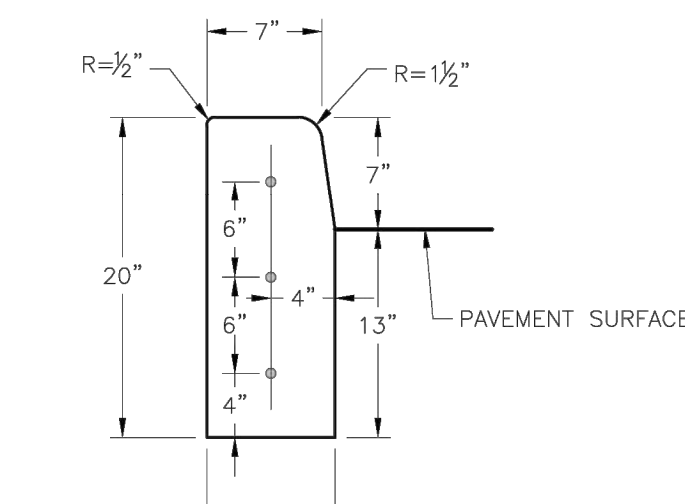 7"
R=½"
R=1½"
7"
6"
20"
4"
6"
13"
PAVEMENT SURFACE
4"